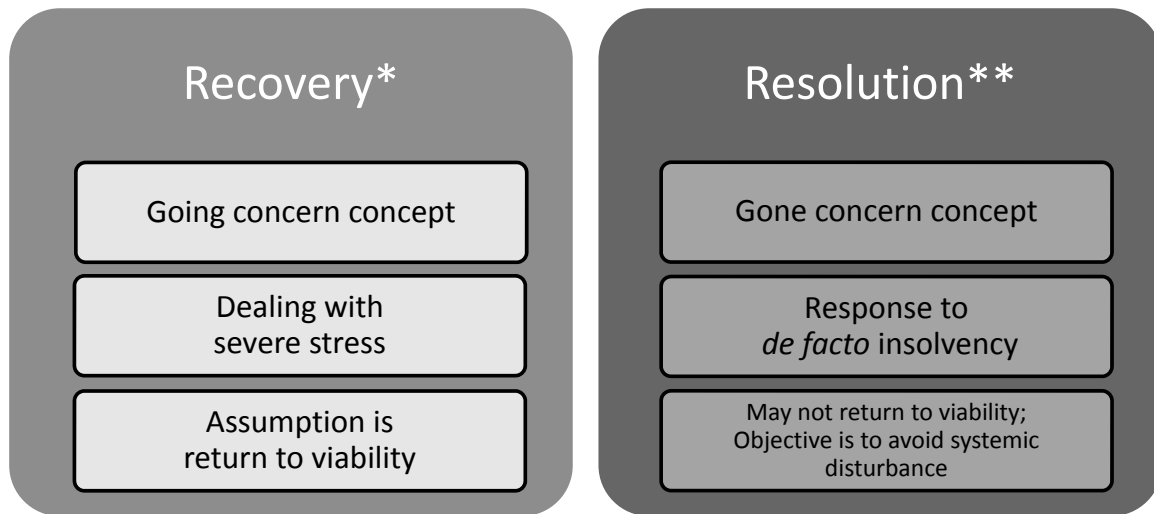 Recovery*
Going concern concept
Dealing with
severe stress
Assumption is
return to viability
Resolution**
Gone concern concept
Response to
de facto insolvency
May not return to viability;
Objective is to avoid systemic
disturbance